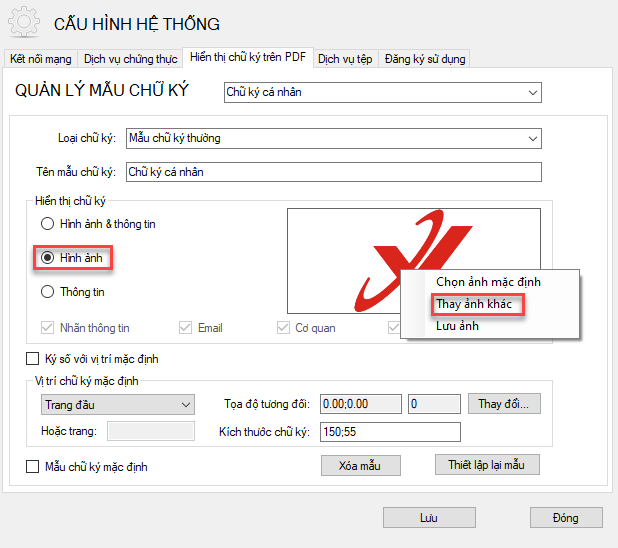 CẤU HÌNH HỆ THỐNG
Kết nối mạng Dịch vụ chứng thực Hiển thị chữ ký trên PDF Dịch vụ tệp Đăng ký sử dụng
QUẢN LÝ MẪU CHỮ KÝ Chữ ký cá nhân
Loại chữ ký: Mẫu chữ ký thường
Tên mẫu chữ ký: Chữ ký cá nhân
Hiển thị chữ ký
Hình ảnh & thông tin
Hình ảnh
Thông tin
Chọn ảnh mặc định
Thay ảnh khác
Lưu ảnh
Nhãn thông tin Email Cơ quan
Ký số với vị trí mặc định
Vị trí chữ ký mặc định
Trang đầu Tọa độ tương đối: 0.00;0.00 0 Thay đổi...
Hoặc trang: Kích thước chữ ký: 150;55
Mẫu chữ ký mặc định Xóa mẫu Thiết lập lại mẫu
Lưu Đóng